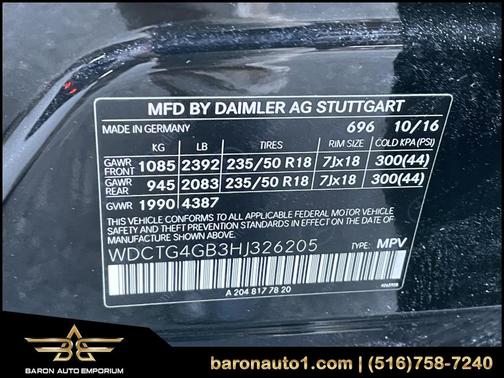 MFD BY DAIMLER AG STUTTGART
MADE IN GERMANY 696 10/16
KG LB TIRES RIM SIZE COLD KPA(PSI)
GAWR FRONT 1085 2392 235/50 R18 7Jx18 300(44)
GAWR REAR 945 2083 235/50 R18 7Jx18 300(44)
GVWR 1990 4387
THIS VEHICLE CONFORMS TO ALL APPLICABLE U.S.
FEDERAL MOTOR VEHICLE SAFETY, BUMPER,
AND THEFT PREVENTION STANDARDS IN EFFECT
ON THE DATE OF MANUFACTURE SHOWN ABOVE.
WDCTG4GB3HJ326205 TYPE: MPV
A 204 817 78 20
BARON AUTO EMPORIUM
baronauto1.com | (516)758-7240